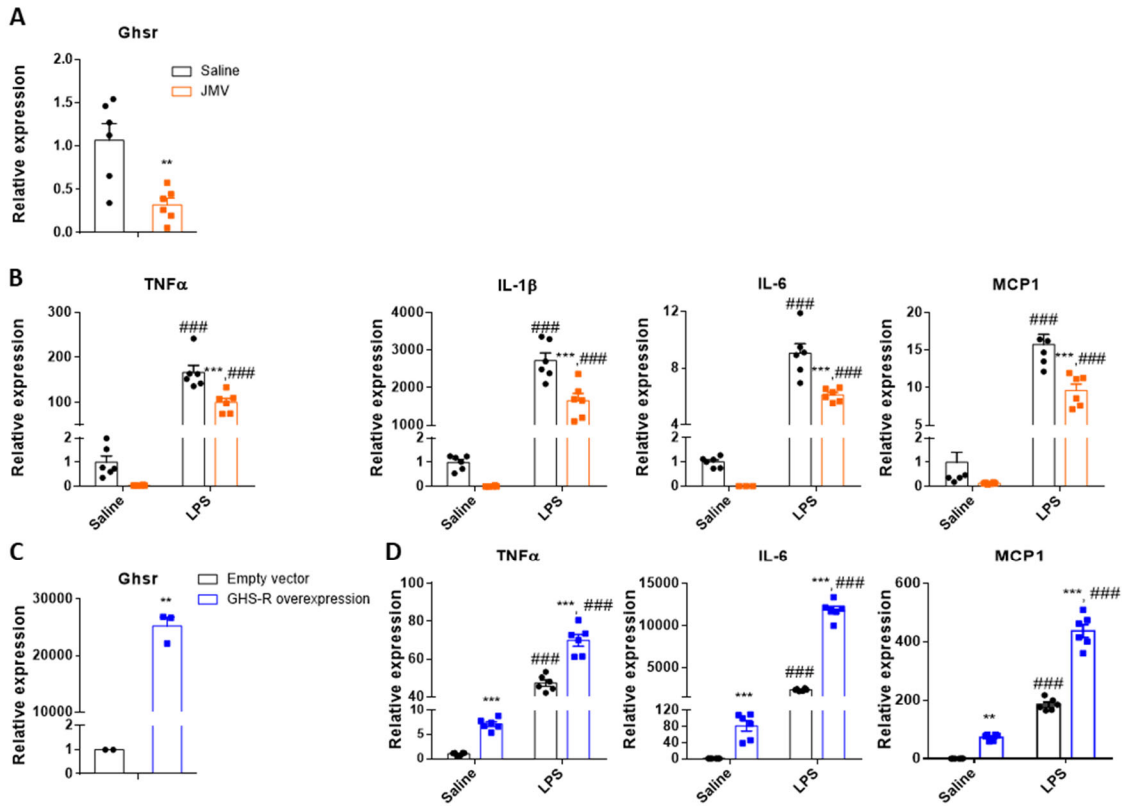 A
Ghsr
Relative expression
2.0
1.5
1.0
0.5
0.0
Saline
JMV
**
B
TNFα
Relative expression
300
200
100
2
1
0
###
***,###
Saline
LPS
IL-1β
Relative expression
4000
3000
2000
1000
2
1
0
###
***,###
Saline
LPS
IL-6
Relative expression
12
9
6
2
1
0
###
***,###
Saline
LPS
MCP1
Relative expression
20
15
10
5
2
1
0
###
***,###
Saline
LPS
C
Ghsr
Relative expression
30000
20000
10000
2
1
0
Empty vector
GHS-R overexpression
**
D
TNFα
Relative expression
100
80
60
40
10
5
0
***
###
***,###
Saline
LPS
IL-6
Relative expression
15000
10000
5000
120
80
40
0
***
###
***,###
Saline
LPS
MCP1
Relative expression
600
400
200
0
**
###
***,###
Saline
LPS